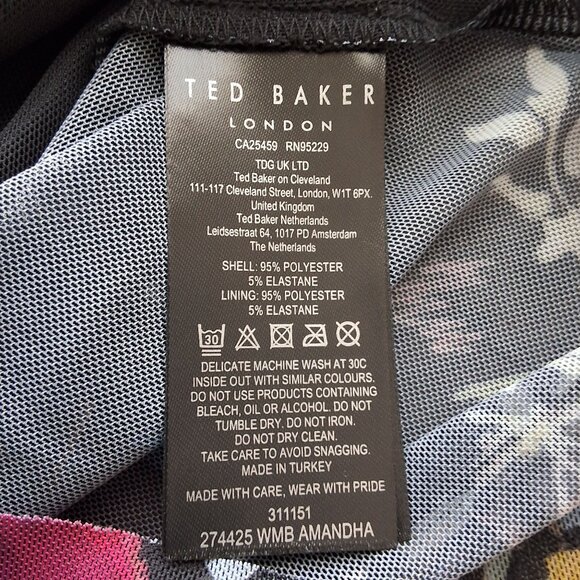 TED BAKER
LONDON
CA25459 RN95229
TDG UK LTD
Ted Baker on Cleveland
111-117 Cleveland Street, London, W1T 6PX.
United Kingdom
Ted Baker Netherlands
Leidsestraat 64, 1017 PD Amsterdam
The Netherlands
SHELL: 95% POLYESTER
5% ELASTANE
LINING: 95% POLYESTER
5% ELASTANE
30
DELICATE MACHINE WASH AT 30C
INSIDE OUT WITH SIMILAR COLOURS.
DO NOT USE PRODUCTS CONTAINING
BLEACH, OIL OR ALCOHOL. DO NOT
TUMBLE DRY. DO NOT IRON.
DO NOT DRY CLEAN.
TAKE CARE TO AVOID SNAGGING.
MADE IN TURKEY
MADE WITH CARE, WEAR WITH PRIDE
311151
274425 WMB AMANDHA